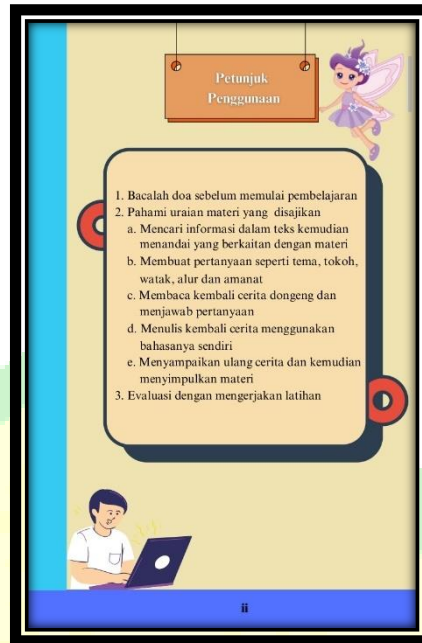 Petunjuk
Penggunaan
1. Bacalah doa sebelum memulai pembelajaran
2. Pahami uraian materi yang disajikan
a. Mencari informasi dalam teks kemudian
menandai yang berkaitan dengan materi
b. Membuat pertanyaan seperti tema, tokoh,
watak, alur dan amanat
c. Membaca kembali cerita dongeng dan
menjawab pertanyaan
d. Menulis kembali cerita menggunakan
bahasanya sendiri
e. Menyampaikan ulang cerita dan kemudian
menyimpulkan materi
3. Evaluasi dengan mengerjakan latihan
ii